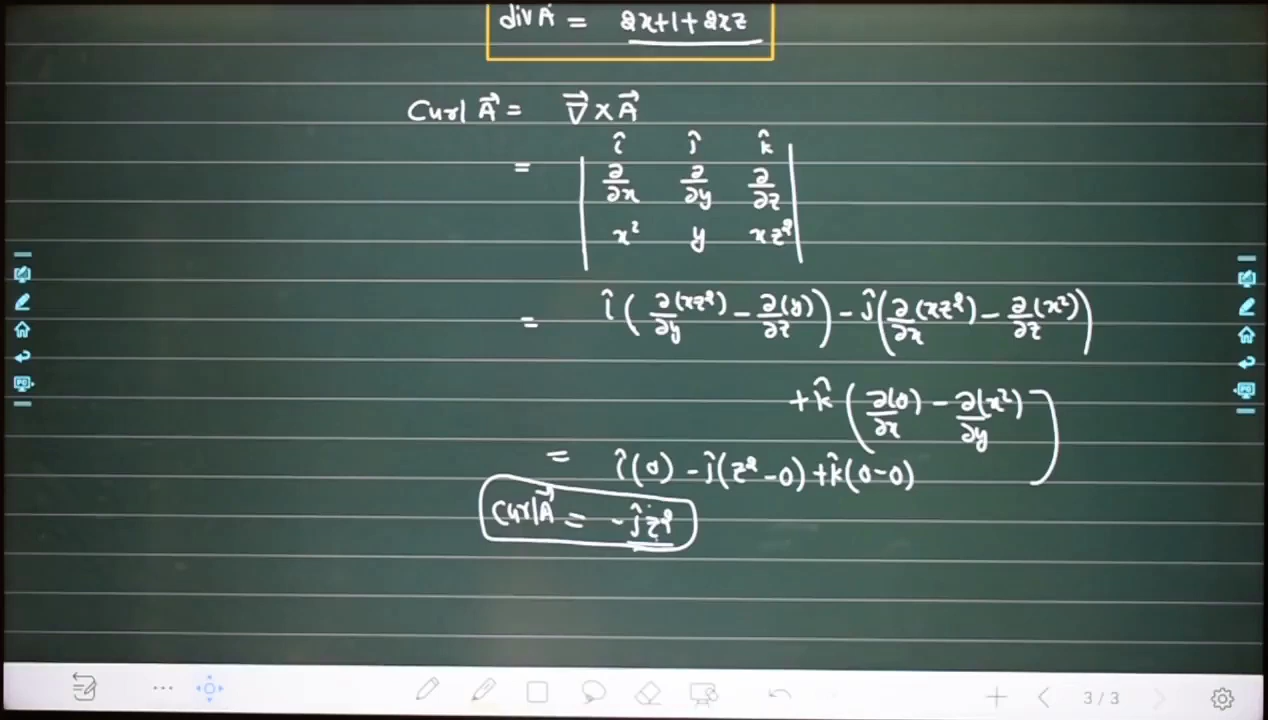 div A = 2x+1+2xz
Curl A⃗ = ∇⃗ × A⃗
= | î ĵ k̂
∂/∂x ∂/∂y ∂/∂z
x² y xz² |
= î ( ∂(xz²)/∂y − ∂(y)/∂z ) − ĵ ( ∂(xz²)/∂x − ∂(x²)/∂z )
+ k̂ ( ∂(y)/∂x − ∂(x²)/∂y )
= î(0) − ĵ(z² − 0) + k̂(0−0)
Curl A⃗ = − ĵz²
3 / 3